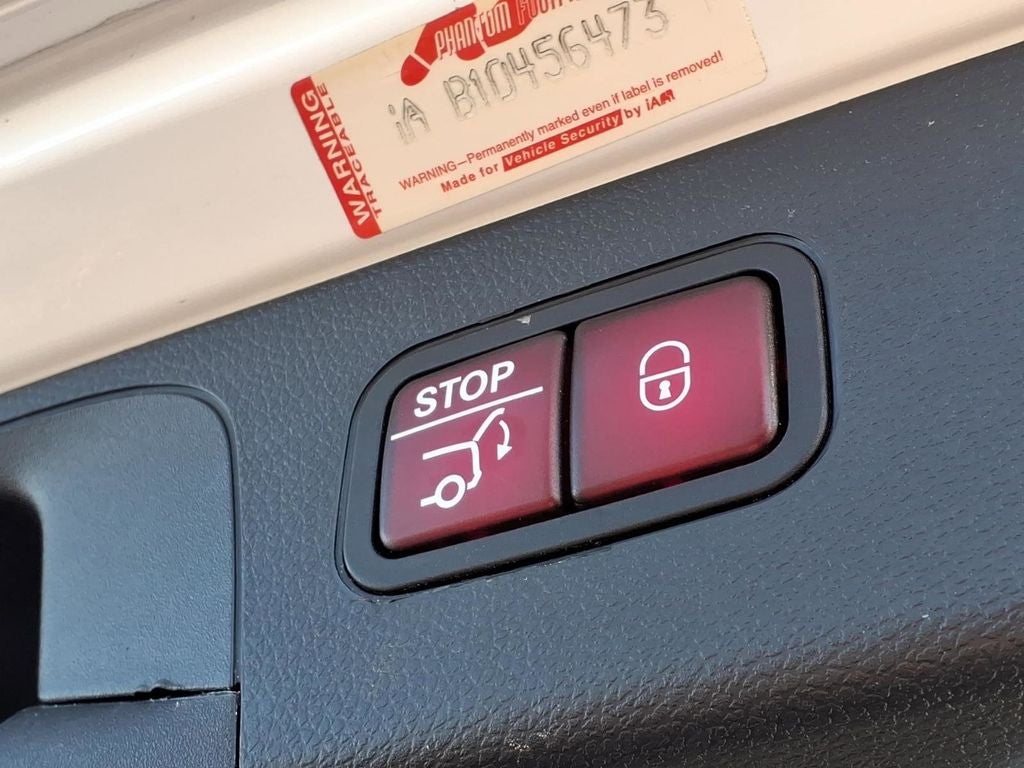 PHANTOM
iA B10456473
WARNING
TRACEABLE
WARNING—Permanently marked even if label is removed!
Made for Vehicle Security by iA
STOP